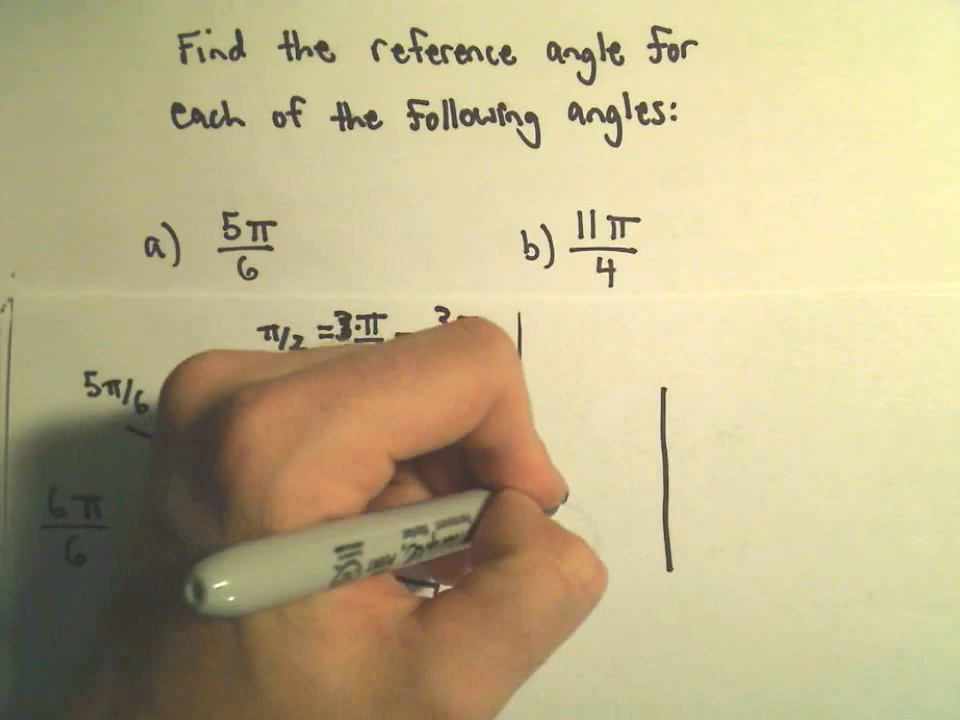 Find the reference angle for
each of the following angles:
a) 5π/6 b) 11π/4
π/2 = 3·π
5π/6
6π/6